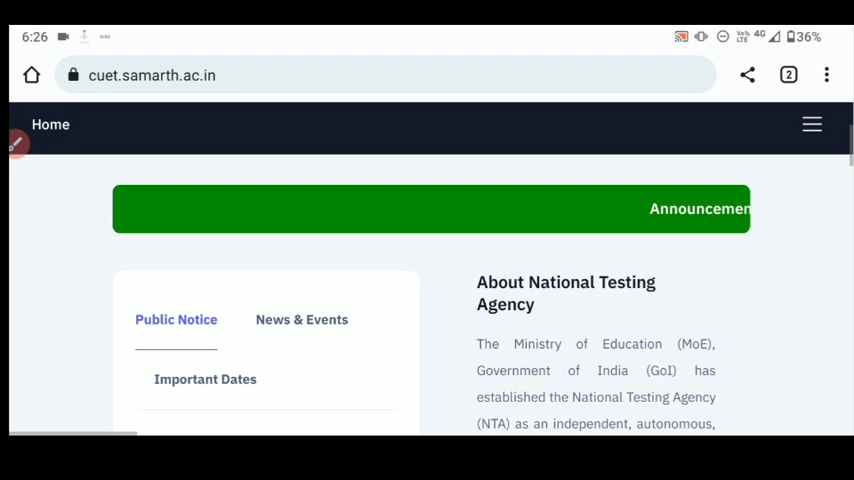 6:26 VoLTE 4G 36%
cuet.samarth.ac.in 2
Home
Announcemen
Public Notice News & Events
Important Dates
About National Testing
Agency
The Ministry of Education (MoE),
Government of India (GoI) has
established the National Testing Agency
(NTA) as an independent, autonomous,